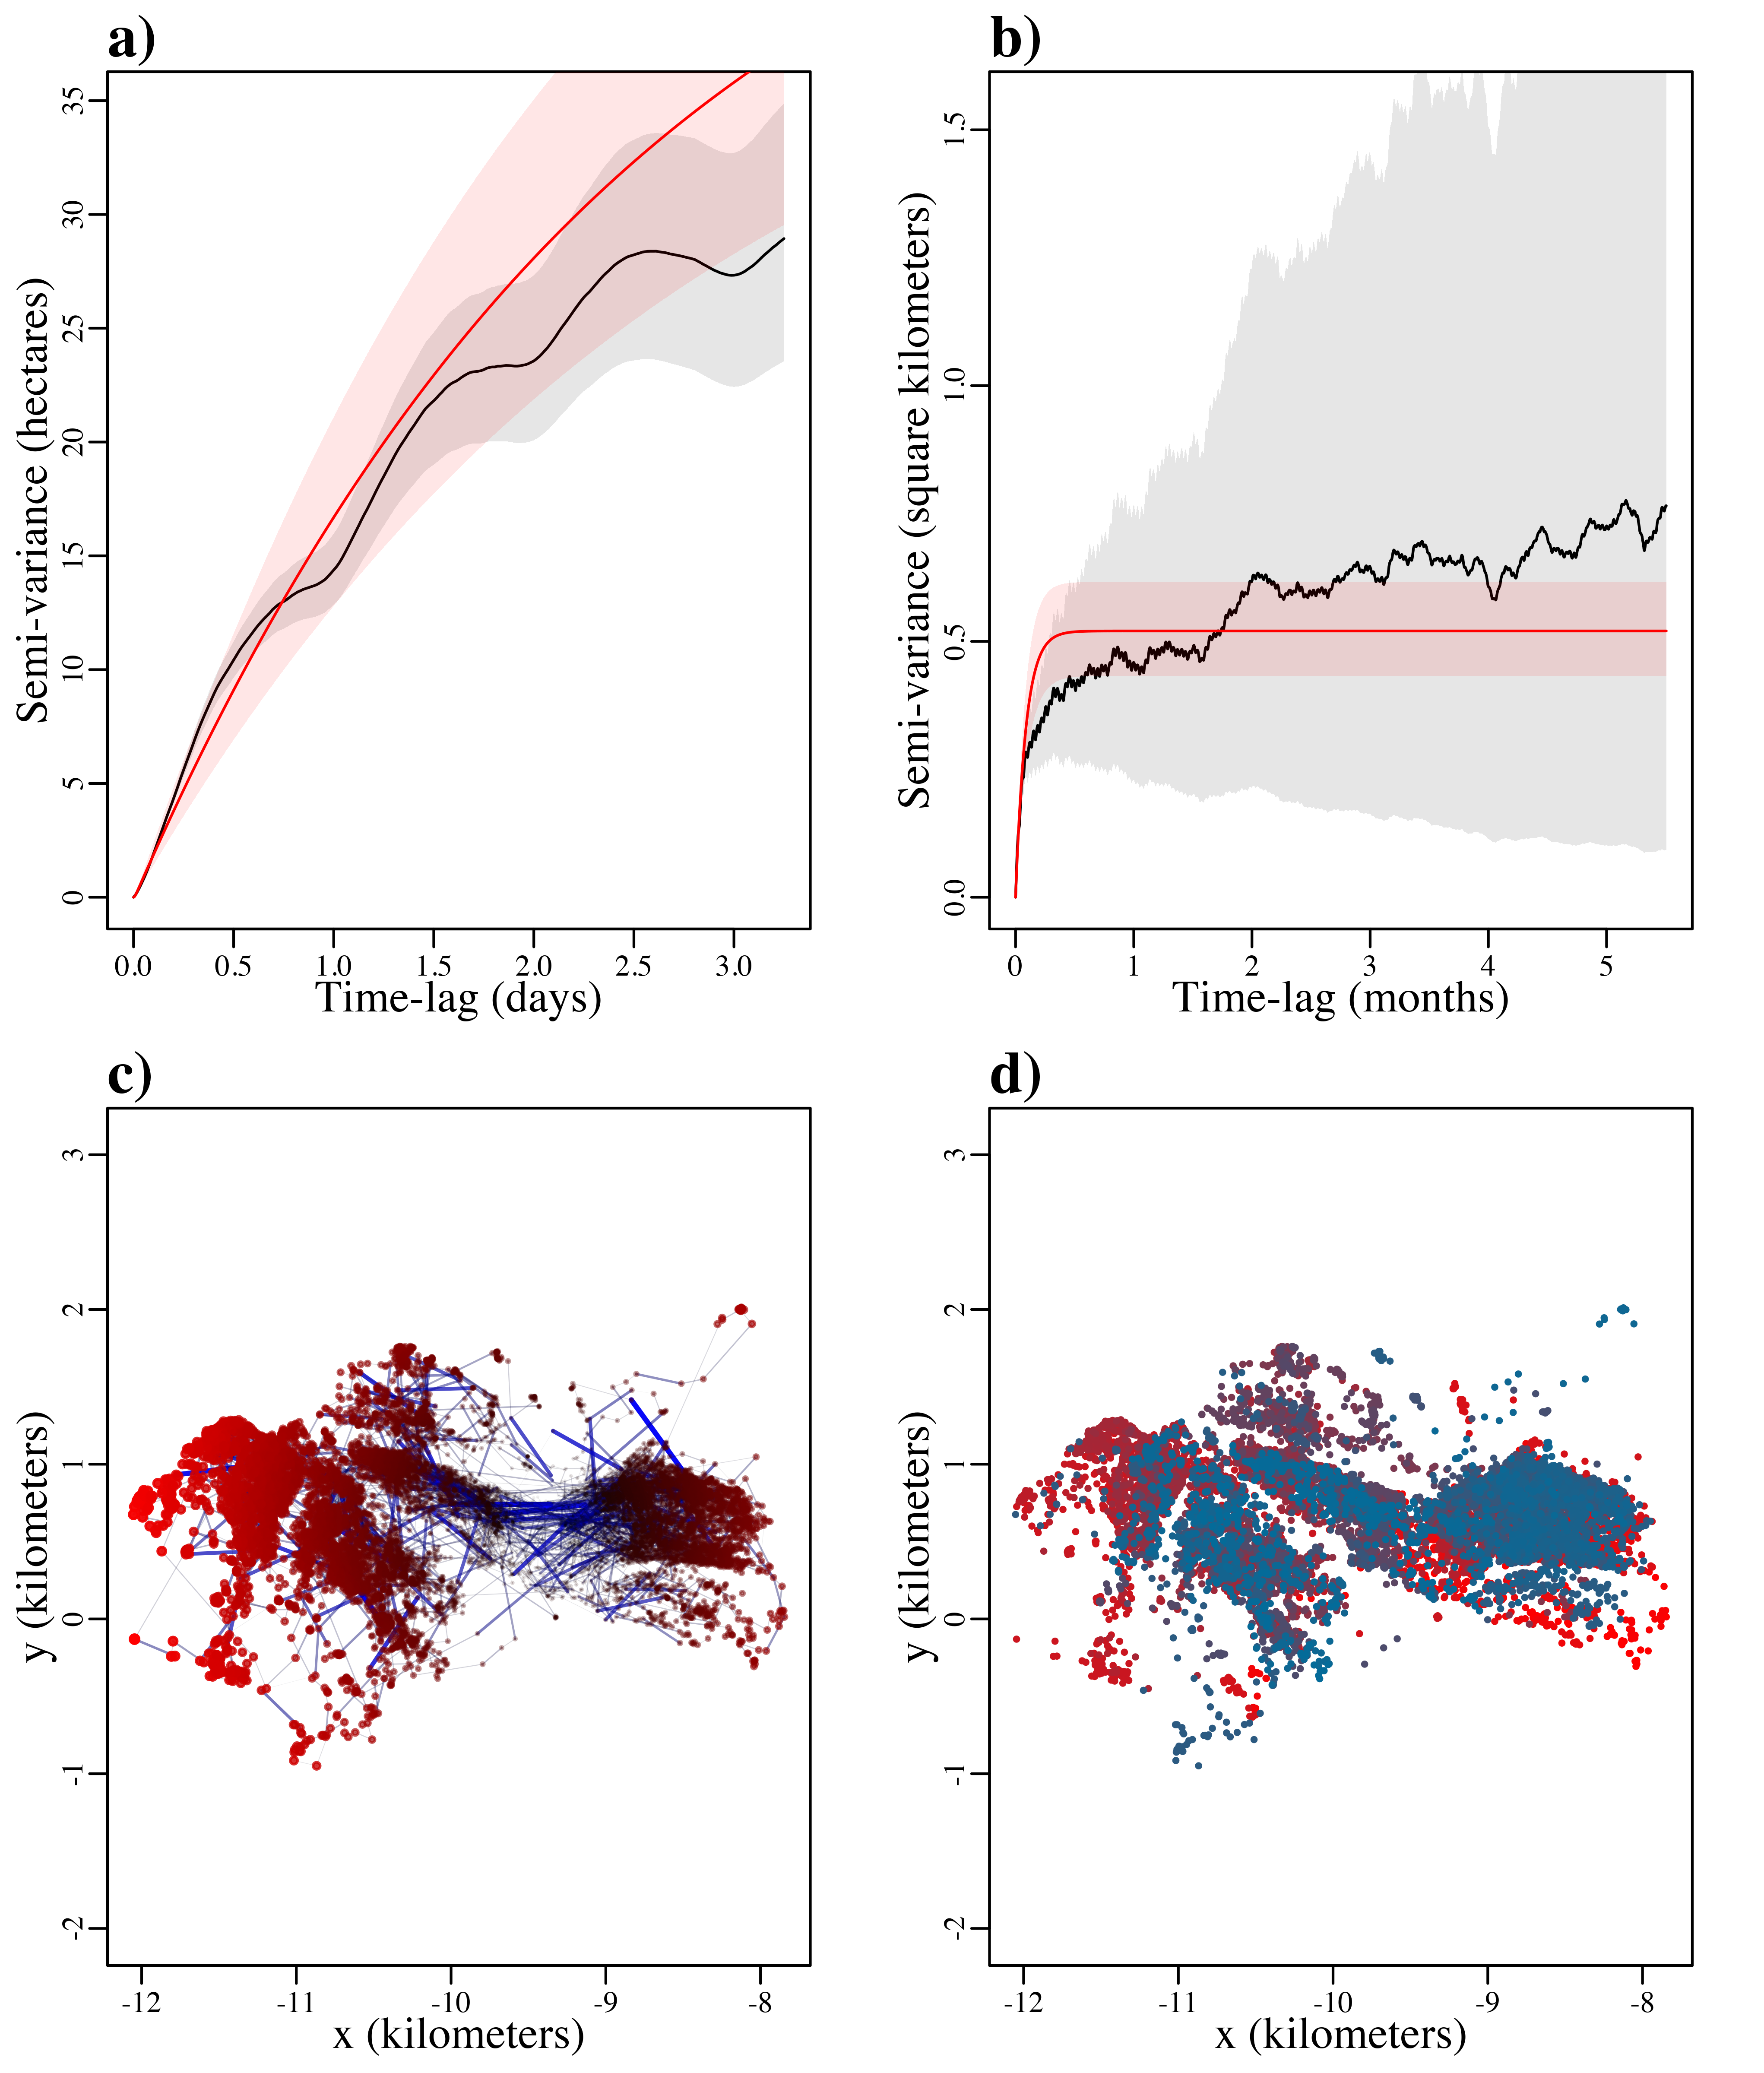 a)
35
30
25
20
15
10
5
0
Semi-variance (hectares)
0.0 0.5 1.0 1.5 2.0 2.5 3.0
Time-lag (days)
b)
1.5
1.0
0.5
0.0
Semi-variance (square kilometers)
0 1 2 3 4 5
Time-lag (months)
c)
3
2
1
0
-1
-2
y (kilometers)
-12 -11 -10 -9 -8
x (kilometers)
d)
3
2
1
0
-1
-2
y (kilometers)
-12 -11 -10 -9 -8
x (kilometers)